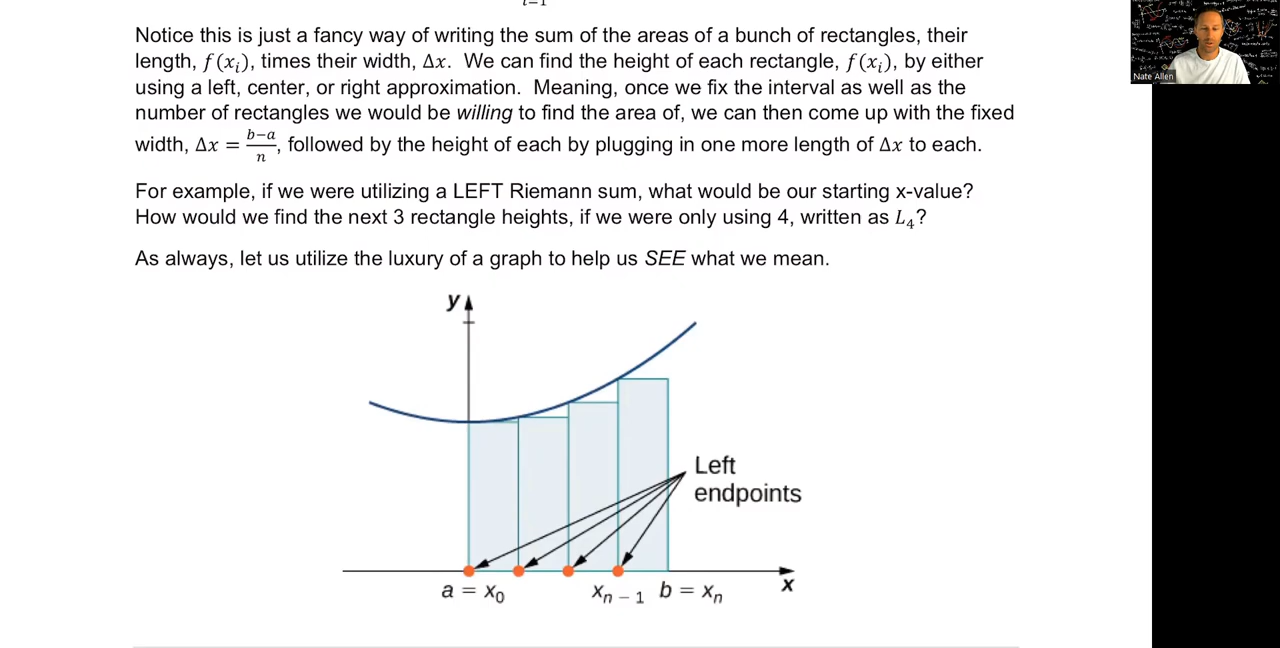 i=1
Notice this is just a fancy way of writing the sum of the areas of a bunch of rectangles, their
length, f(xᵢ), times their width, Δx. We can find the height of each rectangle, f(xᵢ), by either
using a left, center, or right approximation. Meaning, once we fix the interval as well as the
number of rectangles we would be willing to find the area of, we can then come up with the fixed
width, Δx = (b−a)/n, followed by the height of each by plugging in one more length of Δx to each.
For example, if we were utilizing a LEFT Riemann sum, what would be our starting x-value?
How would we find the next 3 rectangle heights, if we were only using 4, written as L₄?
As always, let us utilize the luxury of a graph to help us SEE what we mean.
y
Left
endpoints
a = x₀
xₙ₋₁
b = xₙ
x
Nate Allen